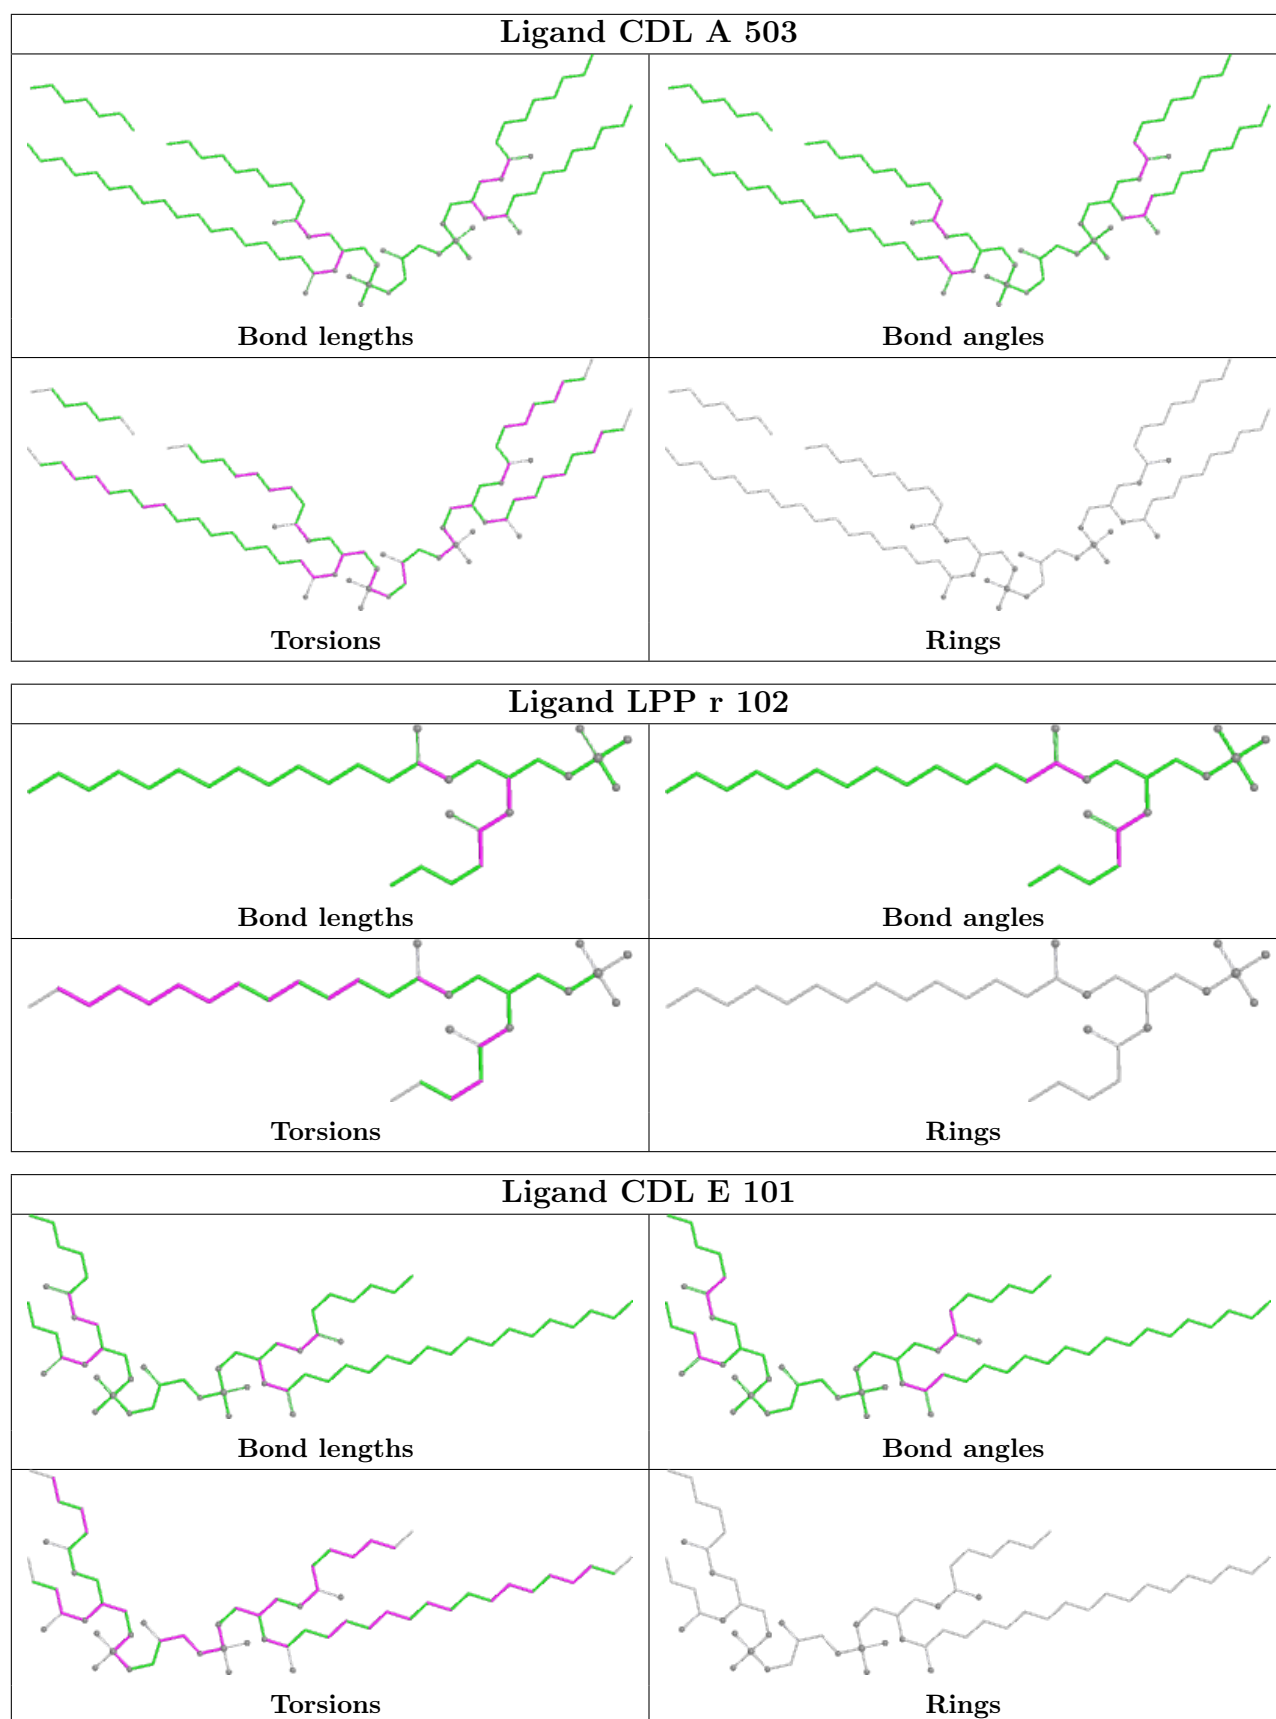 Ligand CDL A 503
Bond lengths
Bond angles
Torsions
Rings
Ligand LPP r 102
Bond lengths
Bond angles
Torsions
Rings
Ligand CDL E 101
Bond lengths
Bond angles
Torsions
Rings